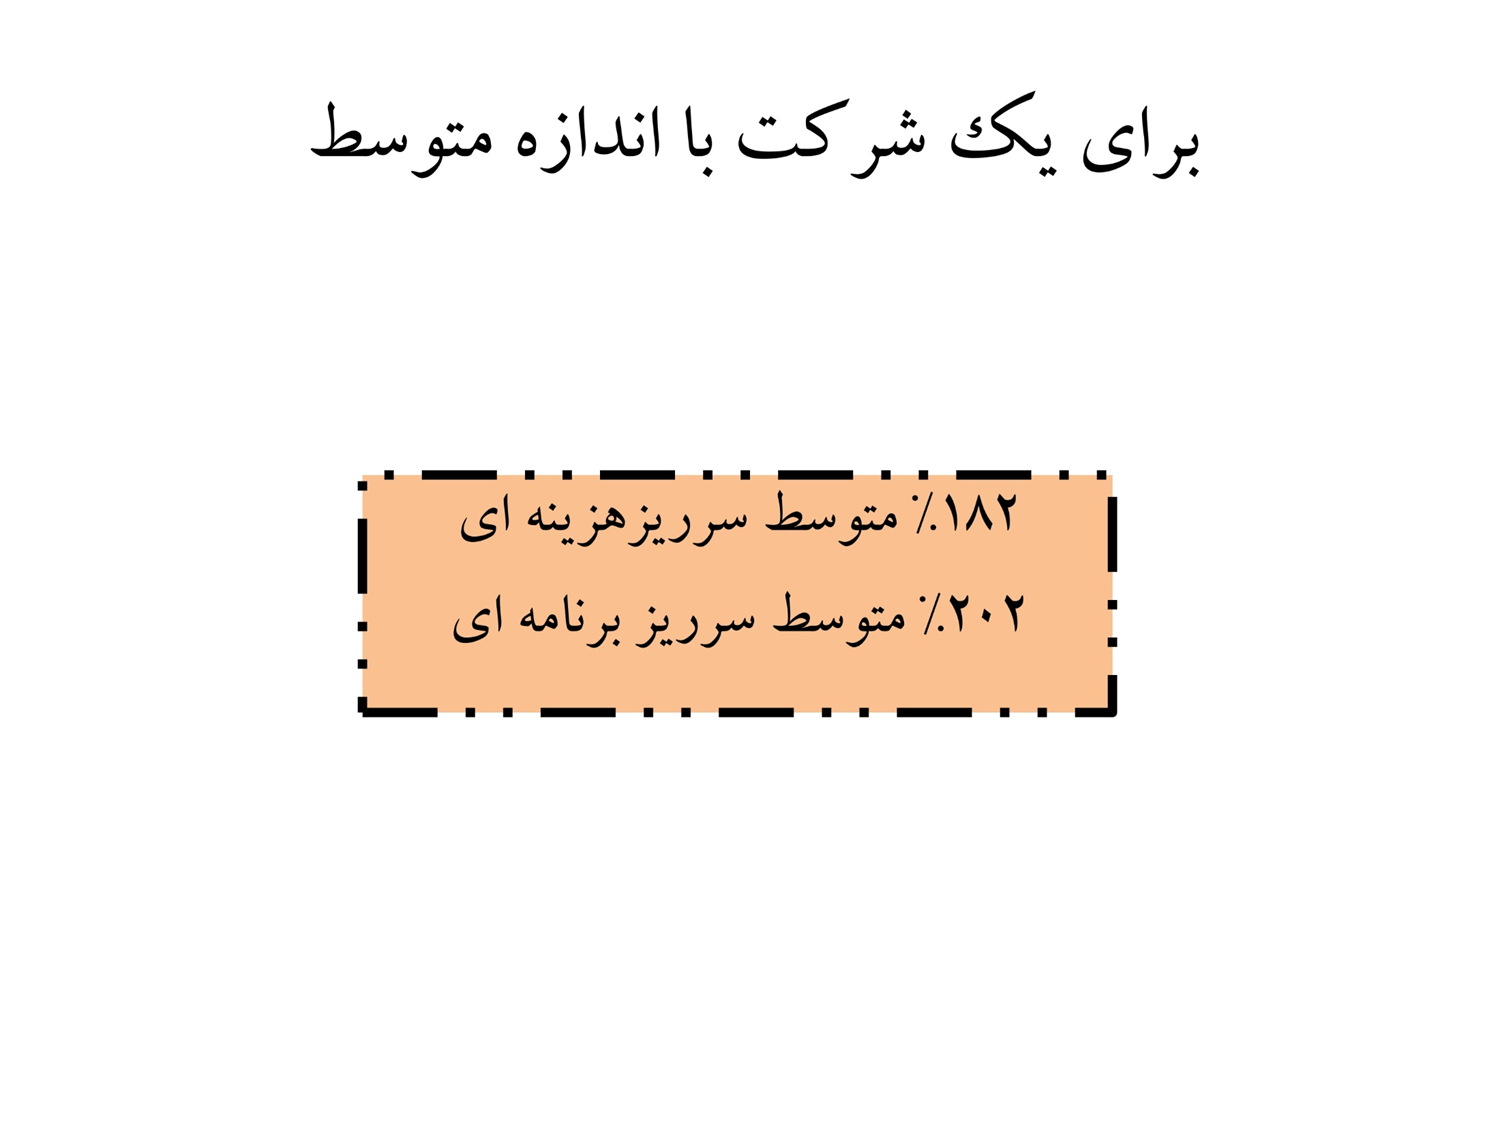 برای یک شرکت با اندازه متوسط
۱۸۲٪ متوسط سرریزهزینه ای
۲۰۲٪ متوسط سرریز برنامه ای